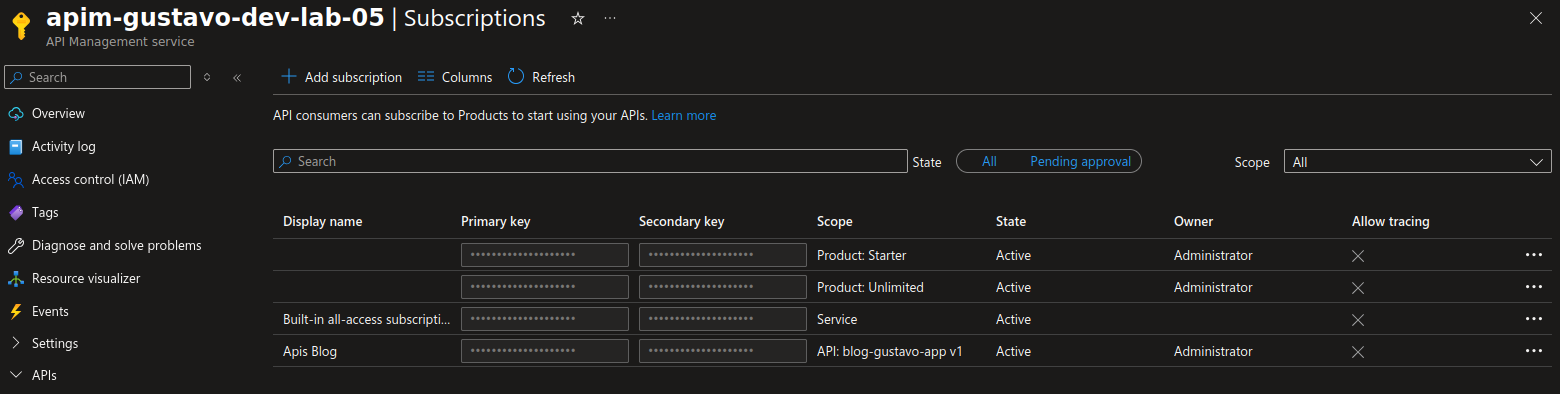 apim-gustavo-dev-lab-05 | Subscriptions ☆ ···
API Management service
Search
Overview
Activity log
Access control (IAM)
Tags
Diagnose and solve problems
Resource visualizer
Events
Settings
APIs
Add subscription Columns Refresh
API consumers can subscribe to Products to start using your APIs. Learn more
Search State All Pending approval Scope All
Display name Primary key Secondary key Scope State Owner Allow tracing
•••••••••••••••••••• •••••••••••••••••••• Product: Starter Active Administrator ···
•••••••••••••••••••• •••••••••••••••••••• Product: Unlimited Active Administrator ···
Built-in all-access subscripti... •••••••••••••••••••• •••••••••••••••••••• Service Active ···
Apis Blog •••••••••••••••••••• •••••••••••••••••••• API: blog-gustavo-app v1 Active Administrator ···